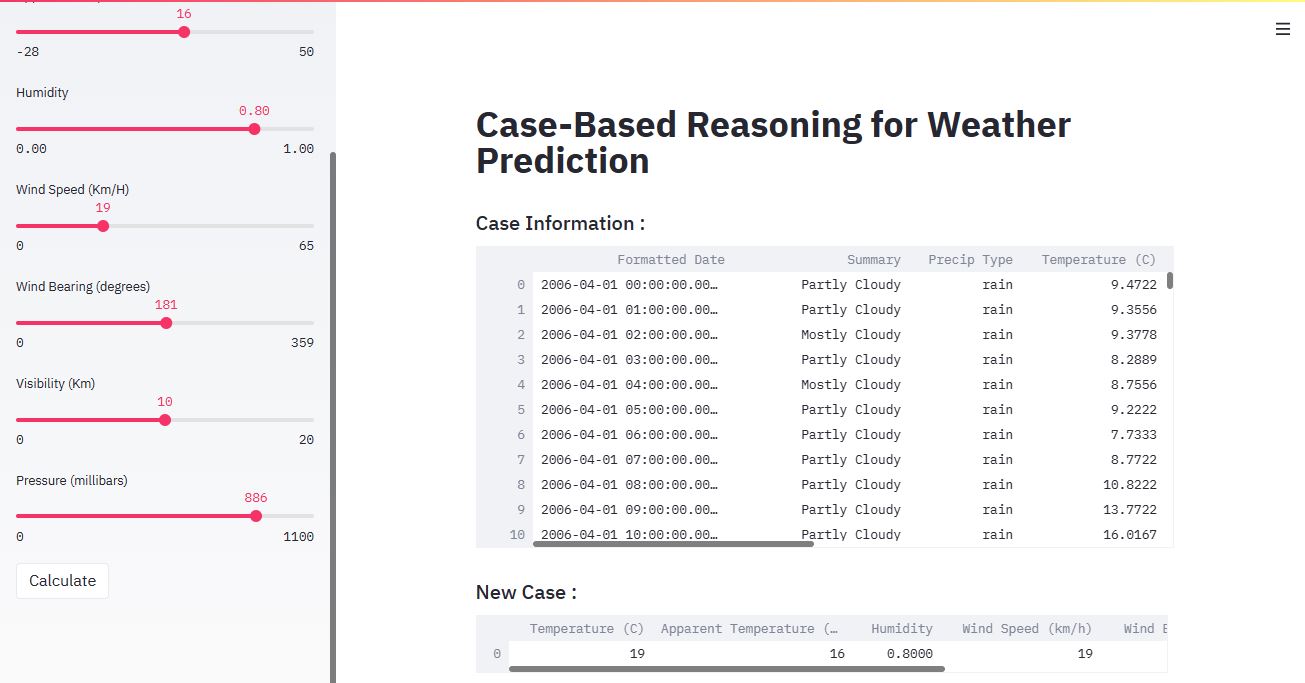 16
-28 50
Humidity
0.80
0.00 1.00
Wind Speed (Km/H)
19
0 65
Wind Bearing (degrees)
181
0 359
Visibility (Km)
10
0 20
Pressure (millibars)
886
0 1100
Calculate
Case-Based Reasoning for Weather
Prediction
Case Information :
Formatted Date Summary Precip Type Temperature (C)
0 2006-04-01 00:00:00.00… Partly Cloudy rain 9.4722
1 2006-04-01 01:00:00.00… Partly Cloudy rain 9.3556
2 2006-04-01 02:00:00.00… Mostly Cloudy rain 9.3778
3 2006-04-01 03:00:00.00… Partly Cloudy rain 8.2889
4 2006-04-01 04:00:00.00… Mostly Cloudy rain 8.7556
5 2006-04-01 05:00:00.00… Partly Cloudy rain 9.2222
6 2006-04-01 06:00:00.00… Partly Cloudy rain 7.7333
7 2006-04-01 07:00:00.00… Partly Cloudy rain 8.7722
8 2006-04-01 08:00:00.00… Partly Cloudy rain 10.8222
9 2006-04-01 09:00:00.00… Partly Cloudy rain 13.7722
10 2006-04-01 10:00:00.00… Partly Cloudy rain 16.0167
New Case :
Temperature (C) Apparent Temperature (… Humidity Wind Speed (km/h) Wind
0 19 16 0.8000 19